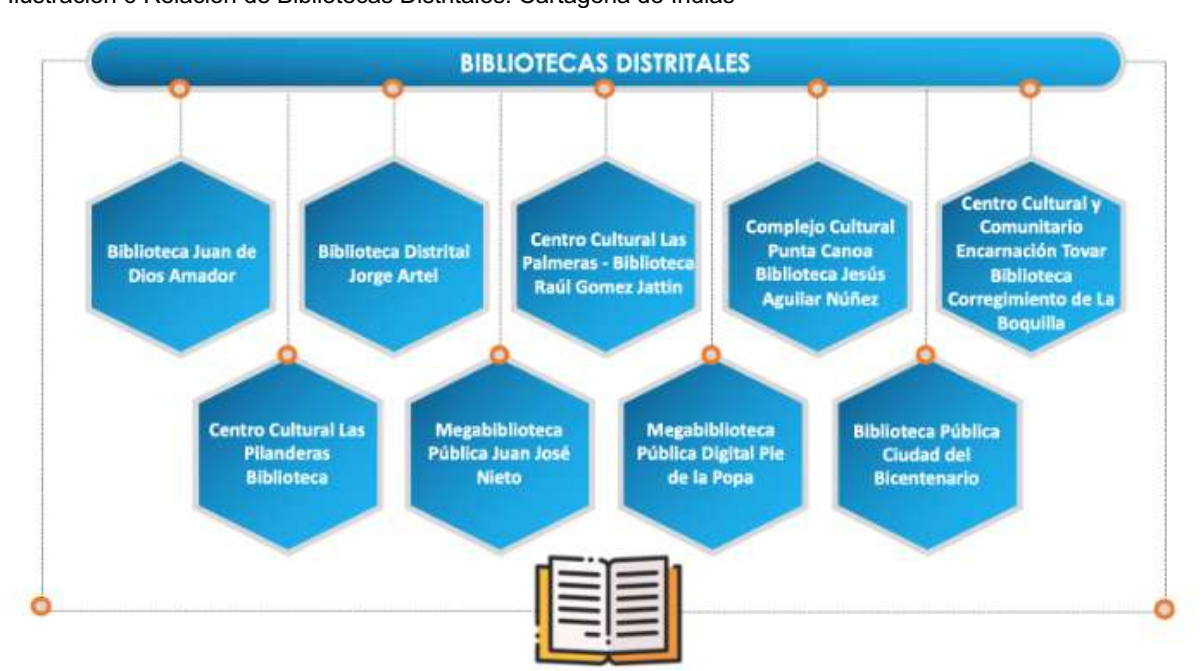 Relación de Bibliotecas Distritales. Cartagena de Indias
BIBLIOTECAS DISTRITALES
Biblioteca Juan de
Dios Amador
Biblioteca Distrital
Jorge Artel
Centro Cultural Las
Palmeras - Biblioteca
Raúl Gomez Jattin
Complejo Cultural
Punta Canoa
Biblioteca Jesús
Aguilar Núñez
Centro Cultural y
Comunitario
Encarnación Tovar
Biblioteca
Corregimiento de La
Boquilla
Centro Cultural Las
Pilanderas
Biblioteca
Megabiblioteca
Pública Juan José
Nieto
Megabiblioteca
Pública Digital Pie
de la Popa
Biblioteca Pública
Ciudad del
Bicentenario